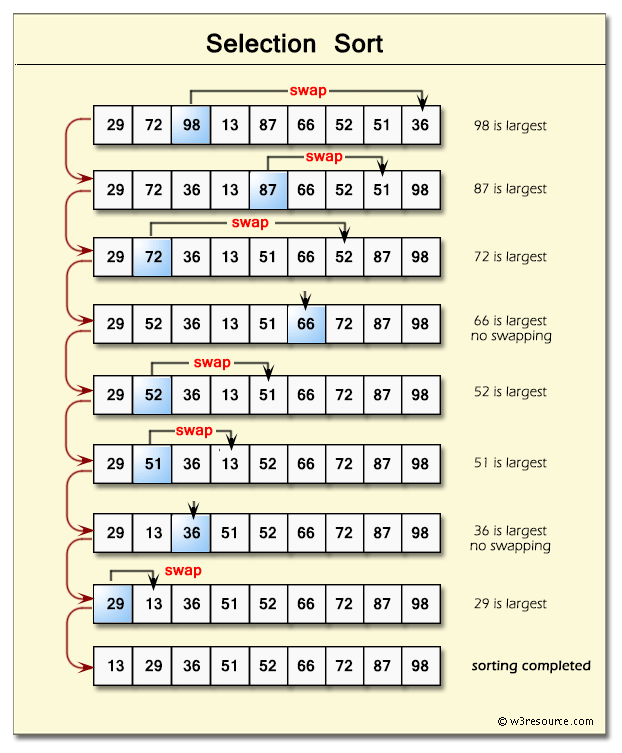 Selection Sort
swap
29 72 98 13 87 66 52 51 36 98 is largest
swap
29 72 36 13 87 66 52 51 98 87 is largest
swap
29 72 36 13 51 66 52 87 98 72 is largest
29 52 36 13 51 66 72 87 98 66 is largest
no swapping
swap
29 52 36 13 51 66 72 87 98 52 is largest
swap
29 51 36 13 52 66 72 87 98 51 is largest
29 13 36 51 52 66 72 87 98 36 is largest
no swapping
swap
29 13 36 51 52 66 72 87 98 29 is largest
13 29 36 51 52 66 72 87 98 sorting completed
© w3resource.com